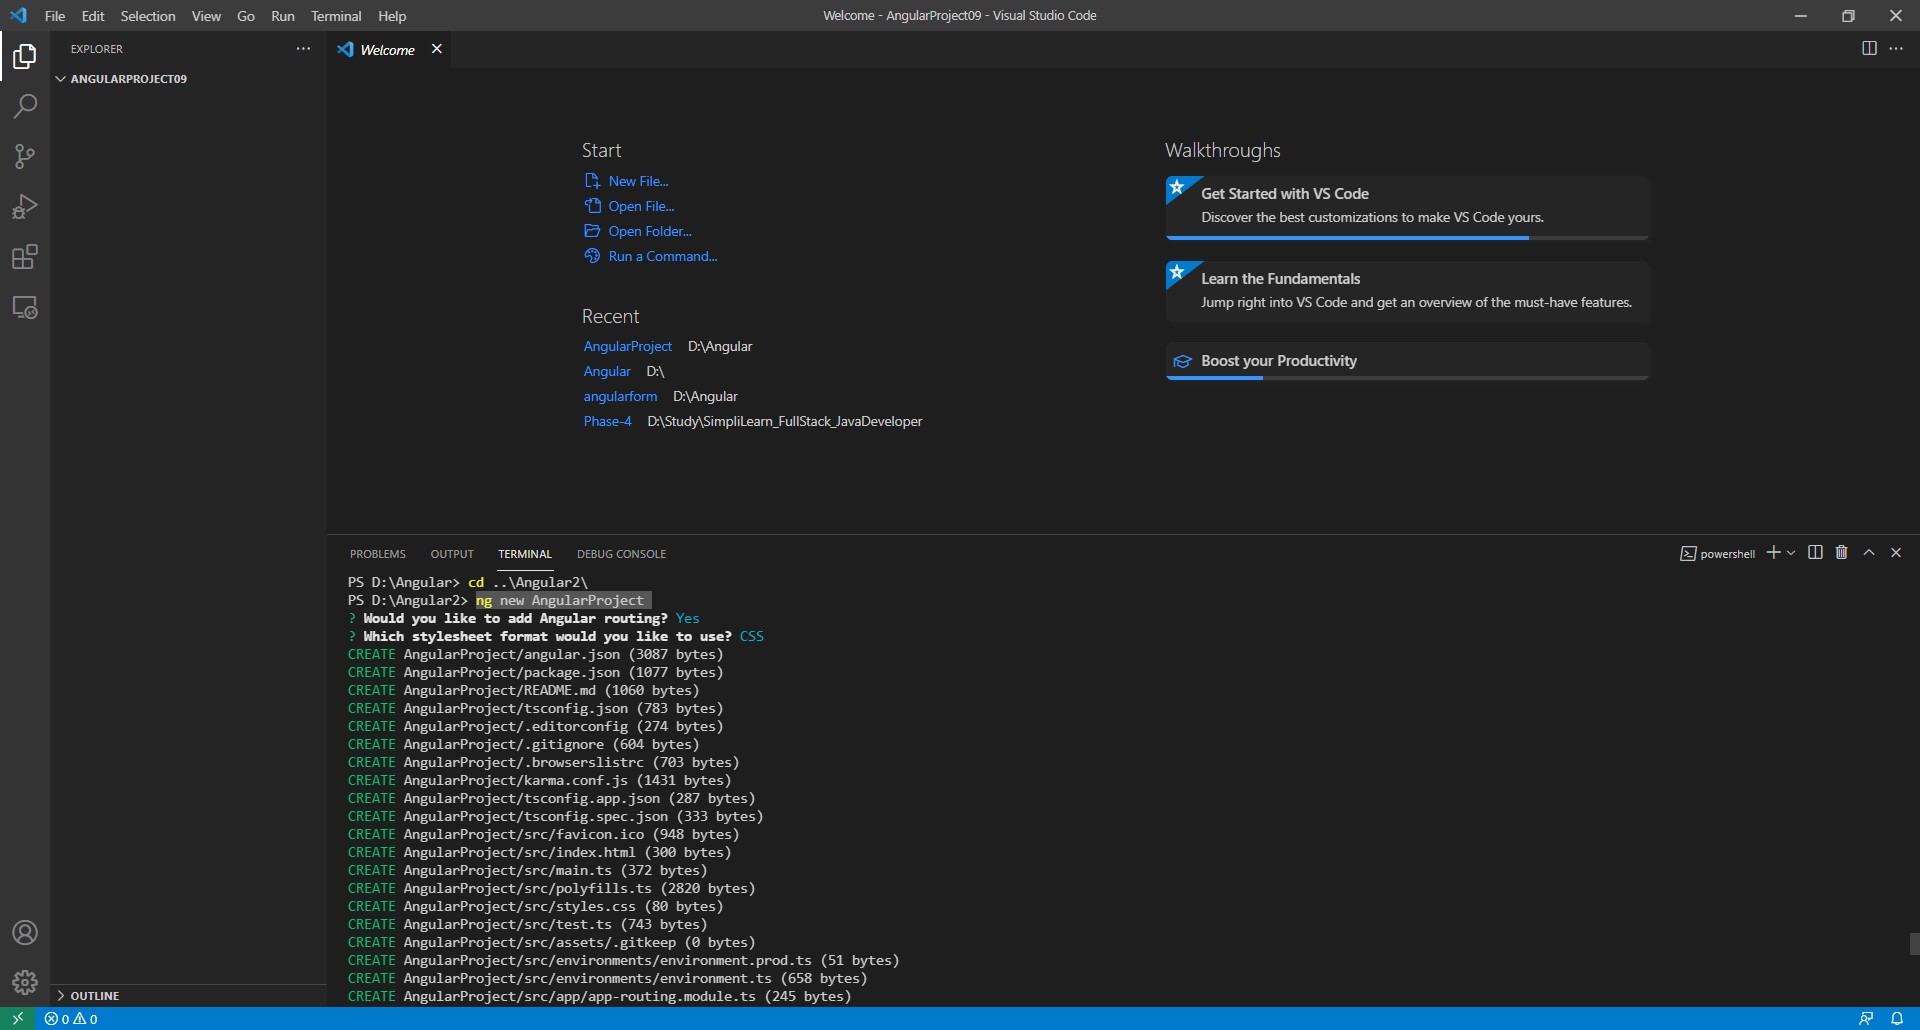 File Edit Selection View Go Run Terminal Help
Welcome - AngularProject09 - Visual Studio Code
EXPLORER
ANGULARPROJECT09
OUTLINE
Welcome
Start
New File...
Open File...
Open Folder...
Run a Command...
Recent
AngularProject D:\Angular
Angular D:\
angularform D:\Angular
Phase-4 D:\Study\SimpliLearn_FullStack_JavaDeveloper
Walkthroughs
Get Started with VS Code
Discover the best customizations to make VS Code yours.
Learn the Fundamentals
Jump right into VS Code and get an overview of the must-have features.
Boost your Productivity
PROBLEMS OUTPUT TERMINAL DEBUG CONSOLE
powershell
PS D:\Angular> cd ..\Angular2\
PS D:\Angular2> ng new AngularProject
? Would you like to add Angular routing? Yes
? Which stylesheet format would you like to use? CSS
CREATE AngularProject/angular.json (3087 bytes)
CREATE AngularProject/package.json (1077 bytes)
CREATE AngularProject/README.md (1060 bytes)
CREATE AngularProject/tsconfig.json (783 bytes)
CREATE AngularProject/.editorconfig (274 bytes)
CREATE AngularProject/.gitignore (604 bytes)
CREATE AngularProject/.browserslistrc (703 bytes)
CREATE AngularProject/karma.conf.js (1431 bytes)
CREATE AngularProject/tsconfig.app.json (287 bytes)
CREATE AngularProject/tsconfig.spec.json (333 bytes)
CREATE AngularProject/src/favicon.ico (948 bytes)
CREATE AngularProject/src/index.html (300 bytes)
CREATE AngularProject/src/main.ts (372 bytes)
CREATE AngularProject/src/polyfills.ts (2820 bytes)
CREATE AngularProject/src/styles.css (80 bytes)
CREATE AngularProject/src/test.ts (743 bytes)
CREATE AngularProject/src/assets/.gitkeep (0 bytes)
CREATE AngularProject/src/environments/environment.prod.ts (51 bytes)
CREATE AngularProject/src/environments/environment.ts (658 bytes)
CREATE AngularProject/src/app/app-routing.module.ts (245 bytes)
0 0